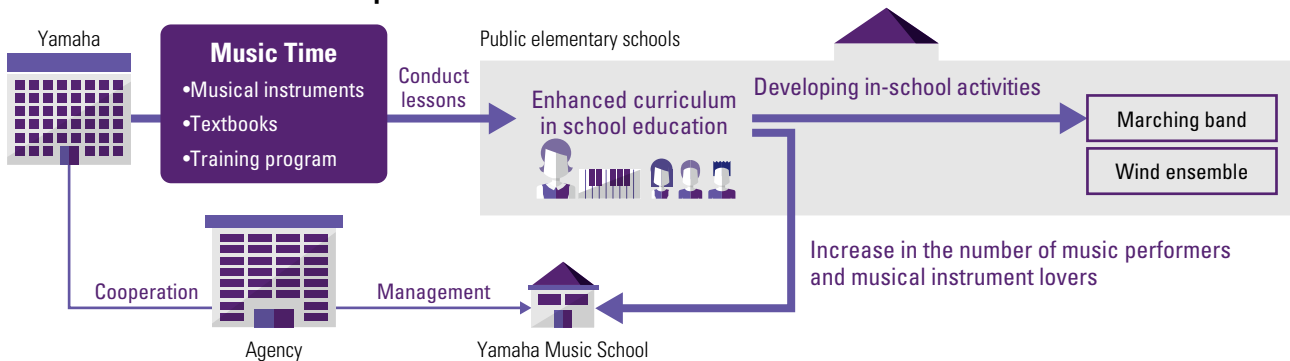 Yamaha
Music Time
•Musical instruments
•Textbooks
•Training program
Conduct
lessons
Public elementary schools
Enhanced curriculum
in school education
Developing in-school activities
Marching band
Wind ensemble
Increase in the number of music performers
and musical instrument lovers
Cooperation
Agency
Management
Yamaha Music School